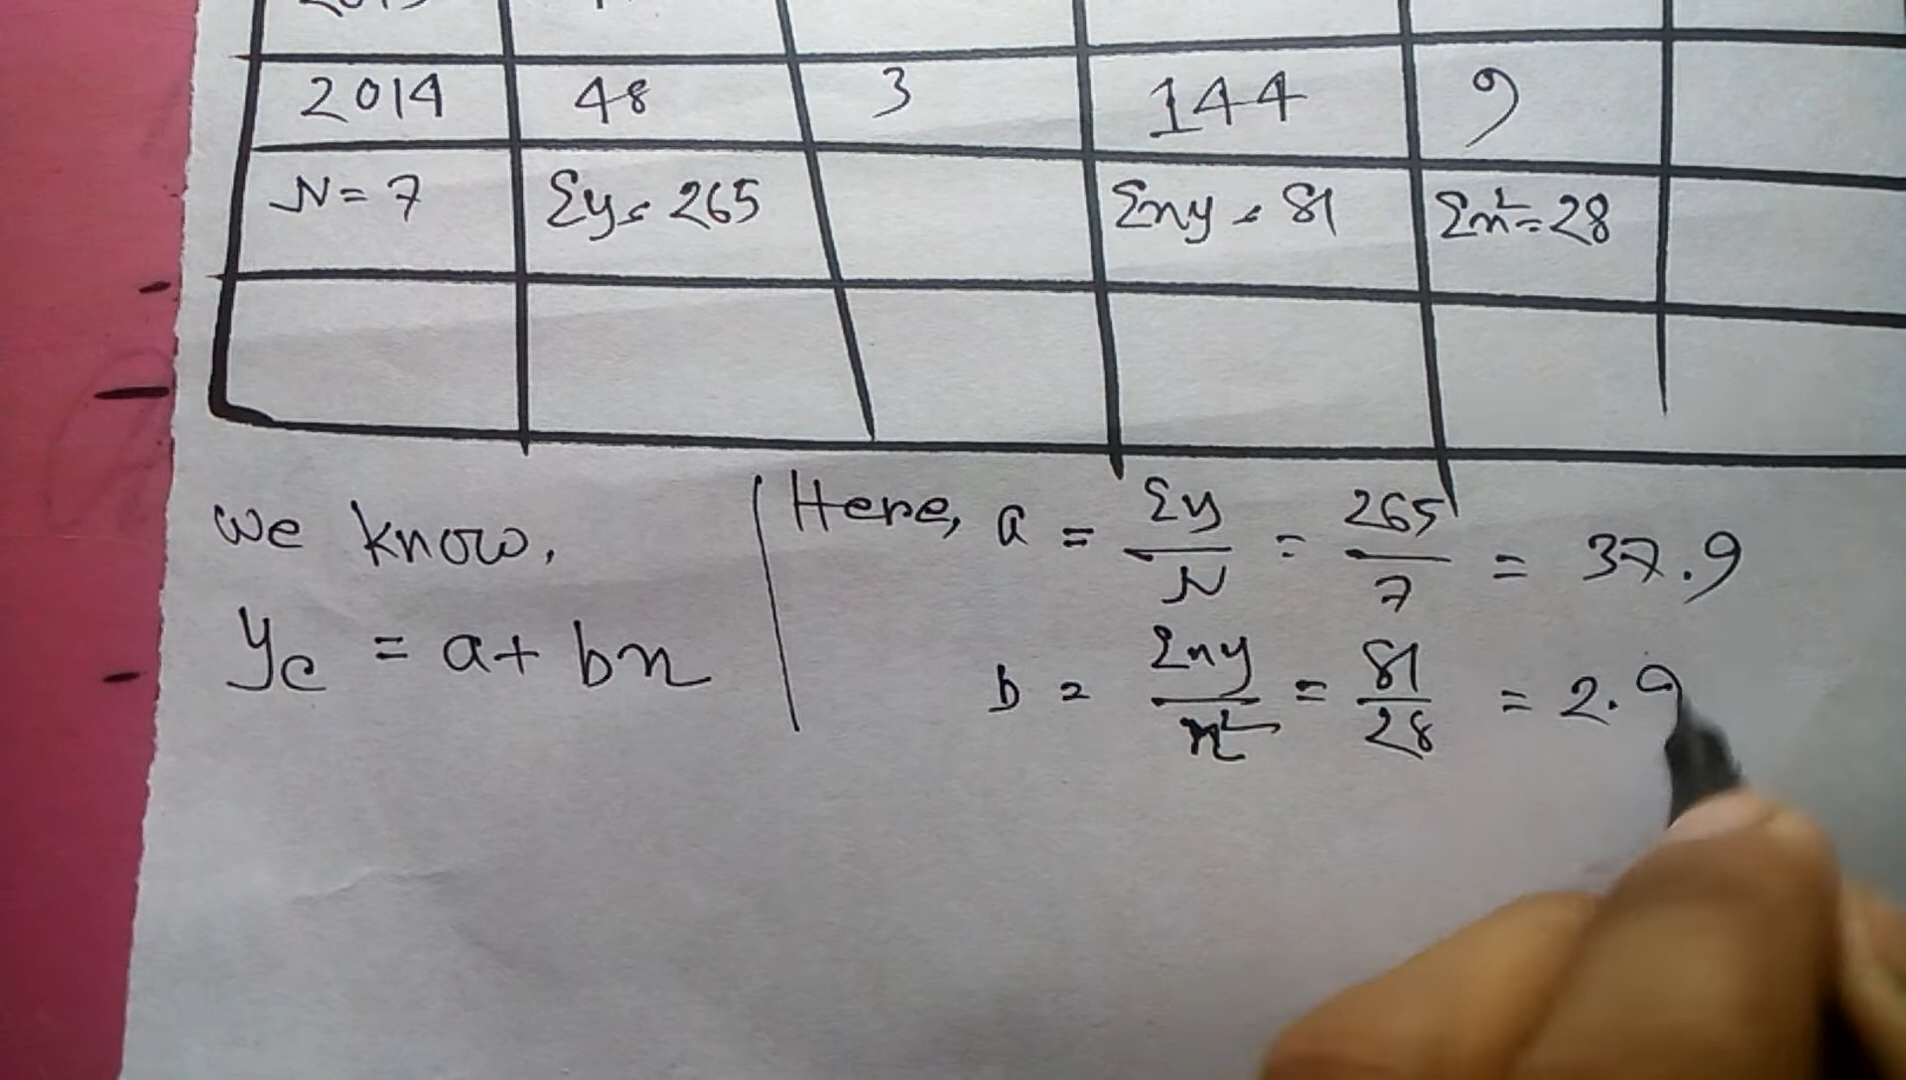 2014 48 3 144 9
N = 7 Σy = 265 Σxy = 81 Σx² = 28
We know,
yc = a + bx
Here, a = Σy / N = 265 / 7 = 37.9
b = Σxy / x² = 81 / 28 = 2.9